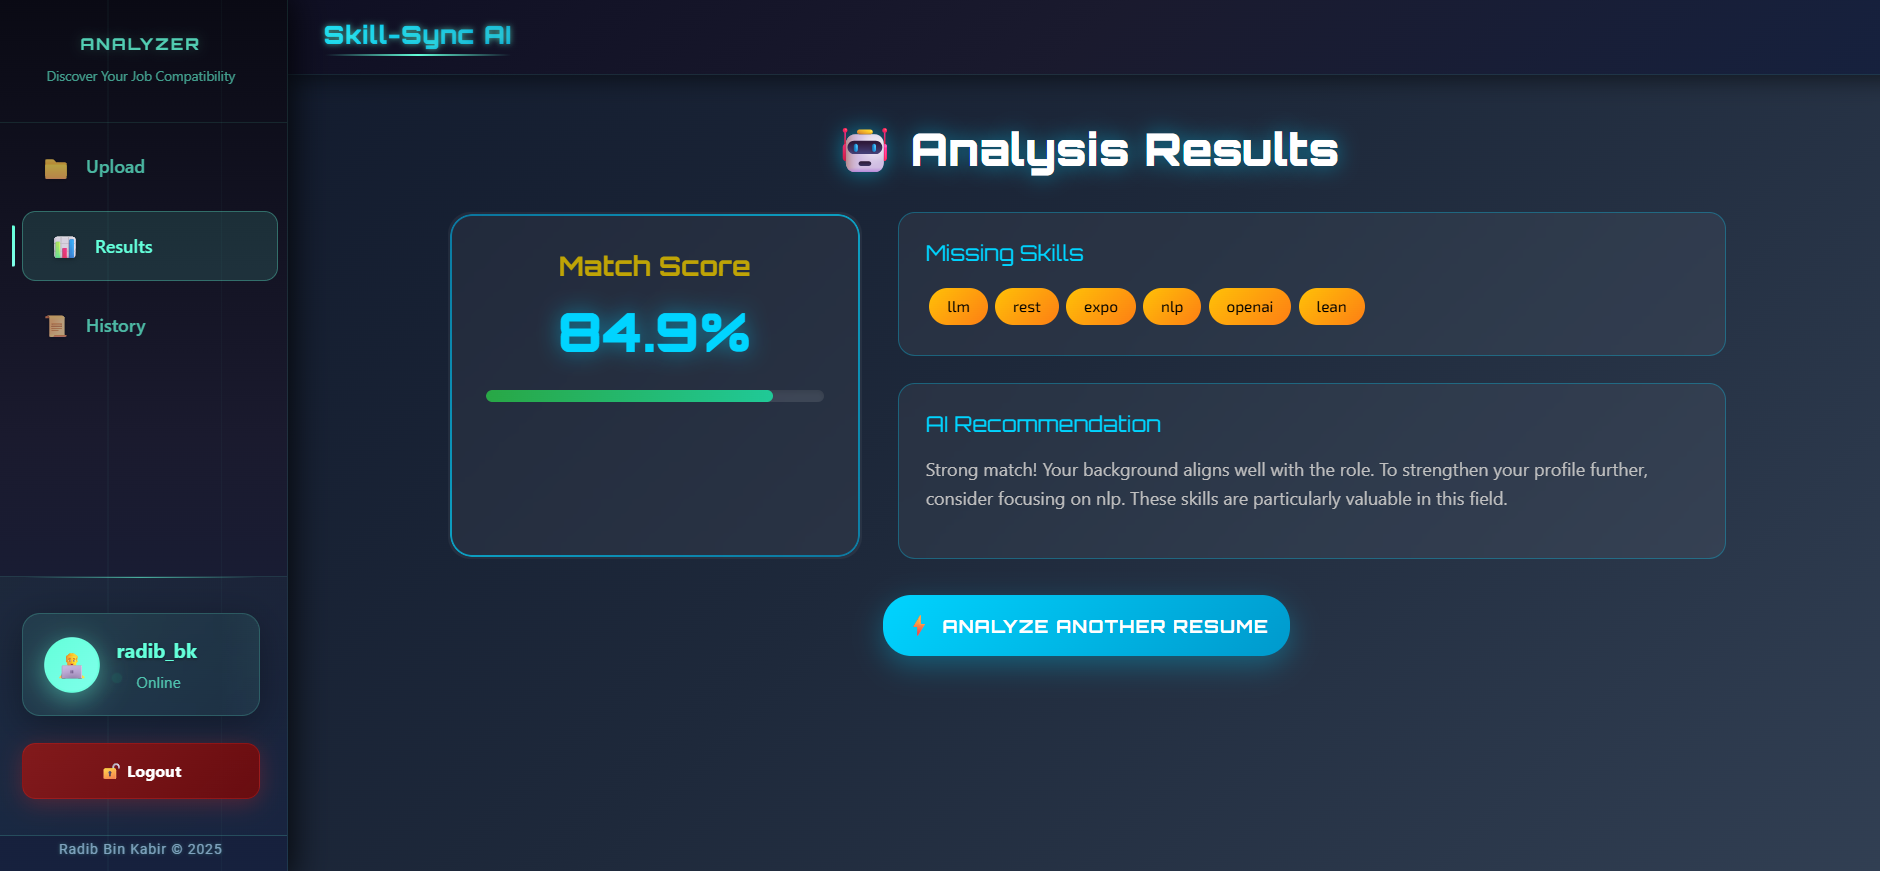 ANALYZER
Discover Your Job Compatibility
Upload
Results
History
radib_bk
Online
Logout
Radib Bin Kabir © 2025
Skill-Sync AI
Analysis Results
Match Score
84.9%
Missing Skills
llm rest expo nlp openai lean
AI Recommendation
Strong match! Your background aligns well with the role. To strengthen your profile further,
consider focusing on nlp. These skills are particularly valuable in this field.
ANALYZE ANOTHER RESUME